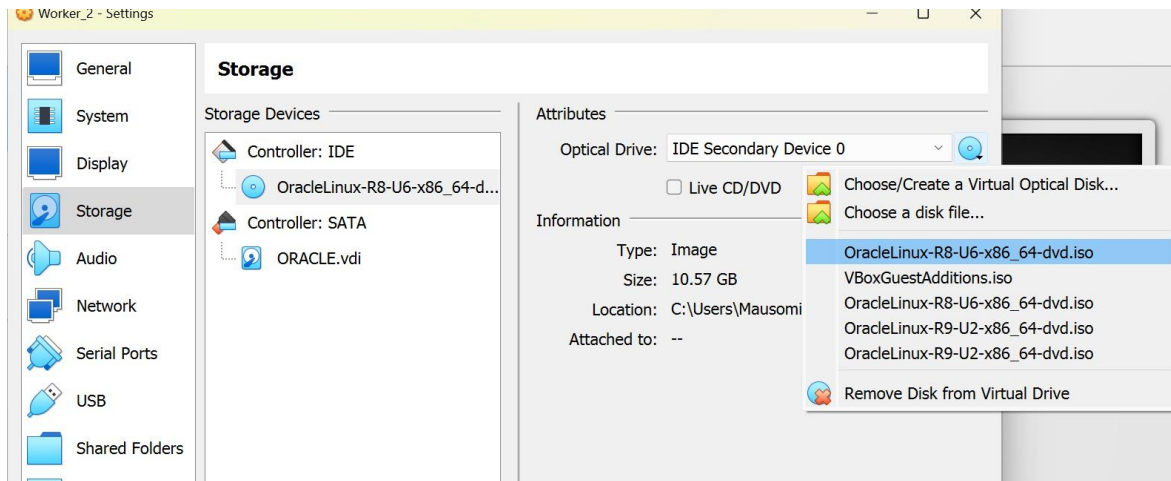 Worker_2 - Settings
General
System
Display
Storage
Audio
Network
Serial Ports
USB
Shared Folders
Storage
Storage Devices
Controller: IDE
OracleLinux-R8-U6-x86_64-d...
Controller: SATA
ORACLE.vdi
Attributes
Optical Drive: IDE Secondary Device 0
Live CD/DVD
Information
Type: Image
Size: 10.57 GB
Location: C:\Users\Mausomi
Attached to: --
Choose/Create a Virtual Optical Disk...
Choose a disk file...
OracleLinux-R8-U6-x86_64-dvd.iso
VBoxGuestAdditions.iso
OracleLinux-R8-U6-x86_64-dvd.iso
OracleLinux-R9-U2-x86_64-dvd.iso
OracleLinux-R9-U2-x86_64-dvd.iso
Remove Disk from Virtual Drive